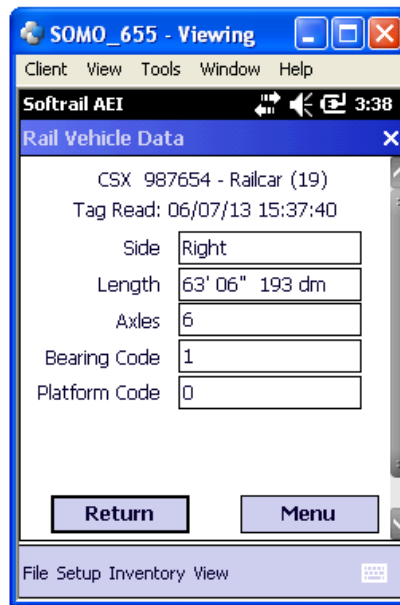 SOMO_655 - Viewing
Client View Tools Window Help
Softrail AEI 3:38
Rail Vehicle Data
CSX 987654 - Railcar (19)
Tag Read: 06/07/13 15:37:40
Side Right
Length 63' 06" 193 dm
Axles 6
Bearing Code 1
Platform Code 0
Return Menu
File Setup Inventory View